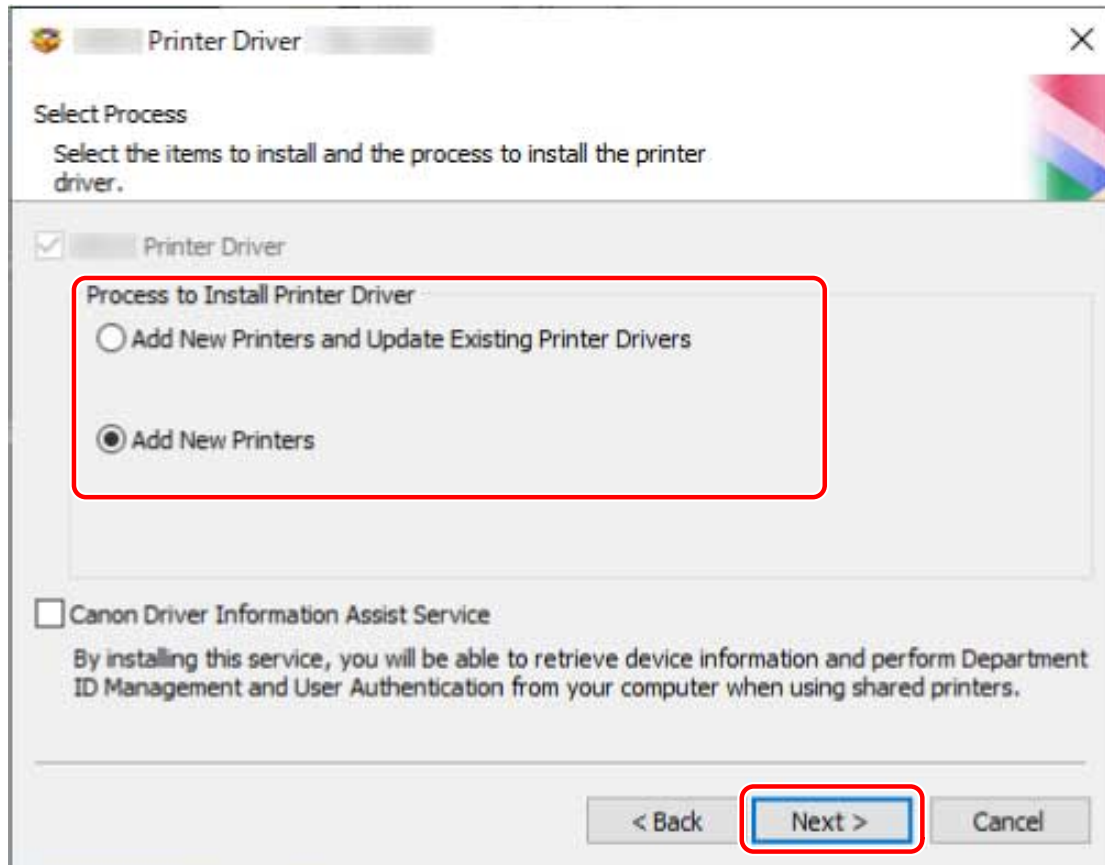 Printer Driver
Select Process
Select the items to install and the process to install the printer
driver.
Printer Driver
Process to Install Printer Driver
Add New Printers and Update Existing Printer Drivers
Add New Printers
Canon Driver Information Assist Service
By installing this service, you will be able to retrieve device information and perform Department
ID Management and User Authentication from your computer when using shared printers.
< Back Next > Cancel